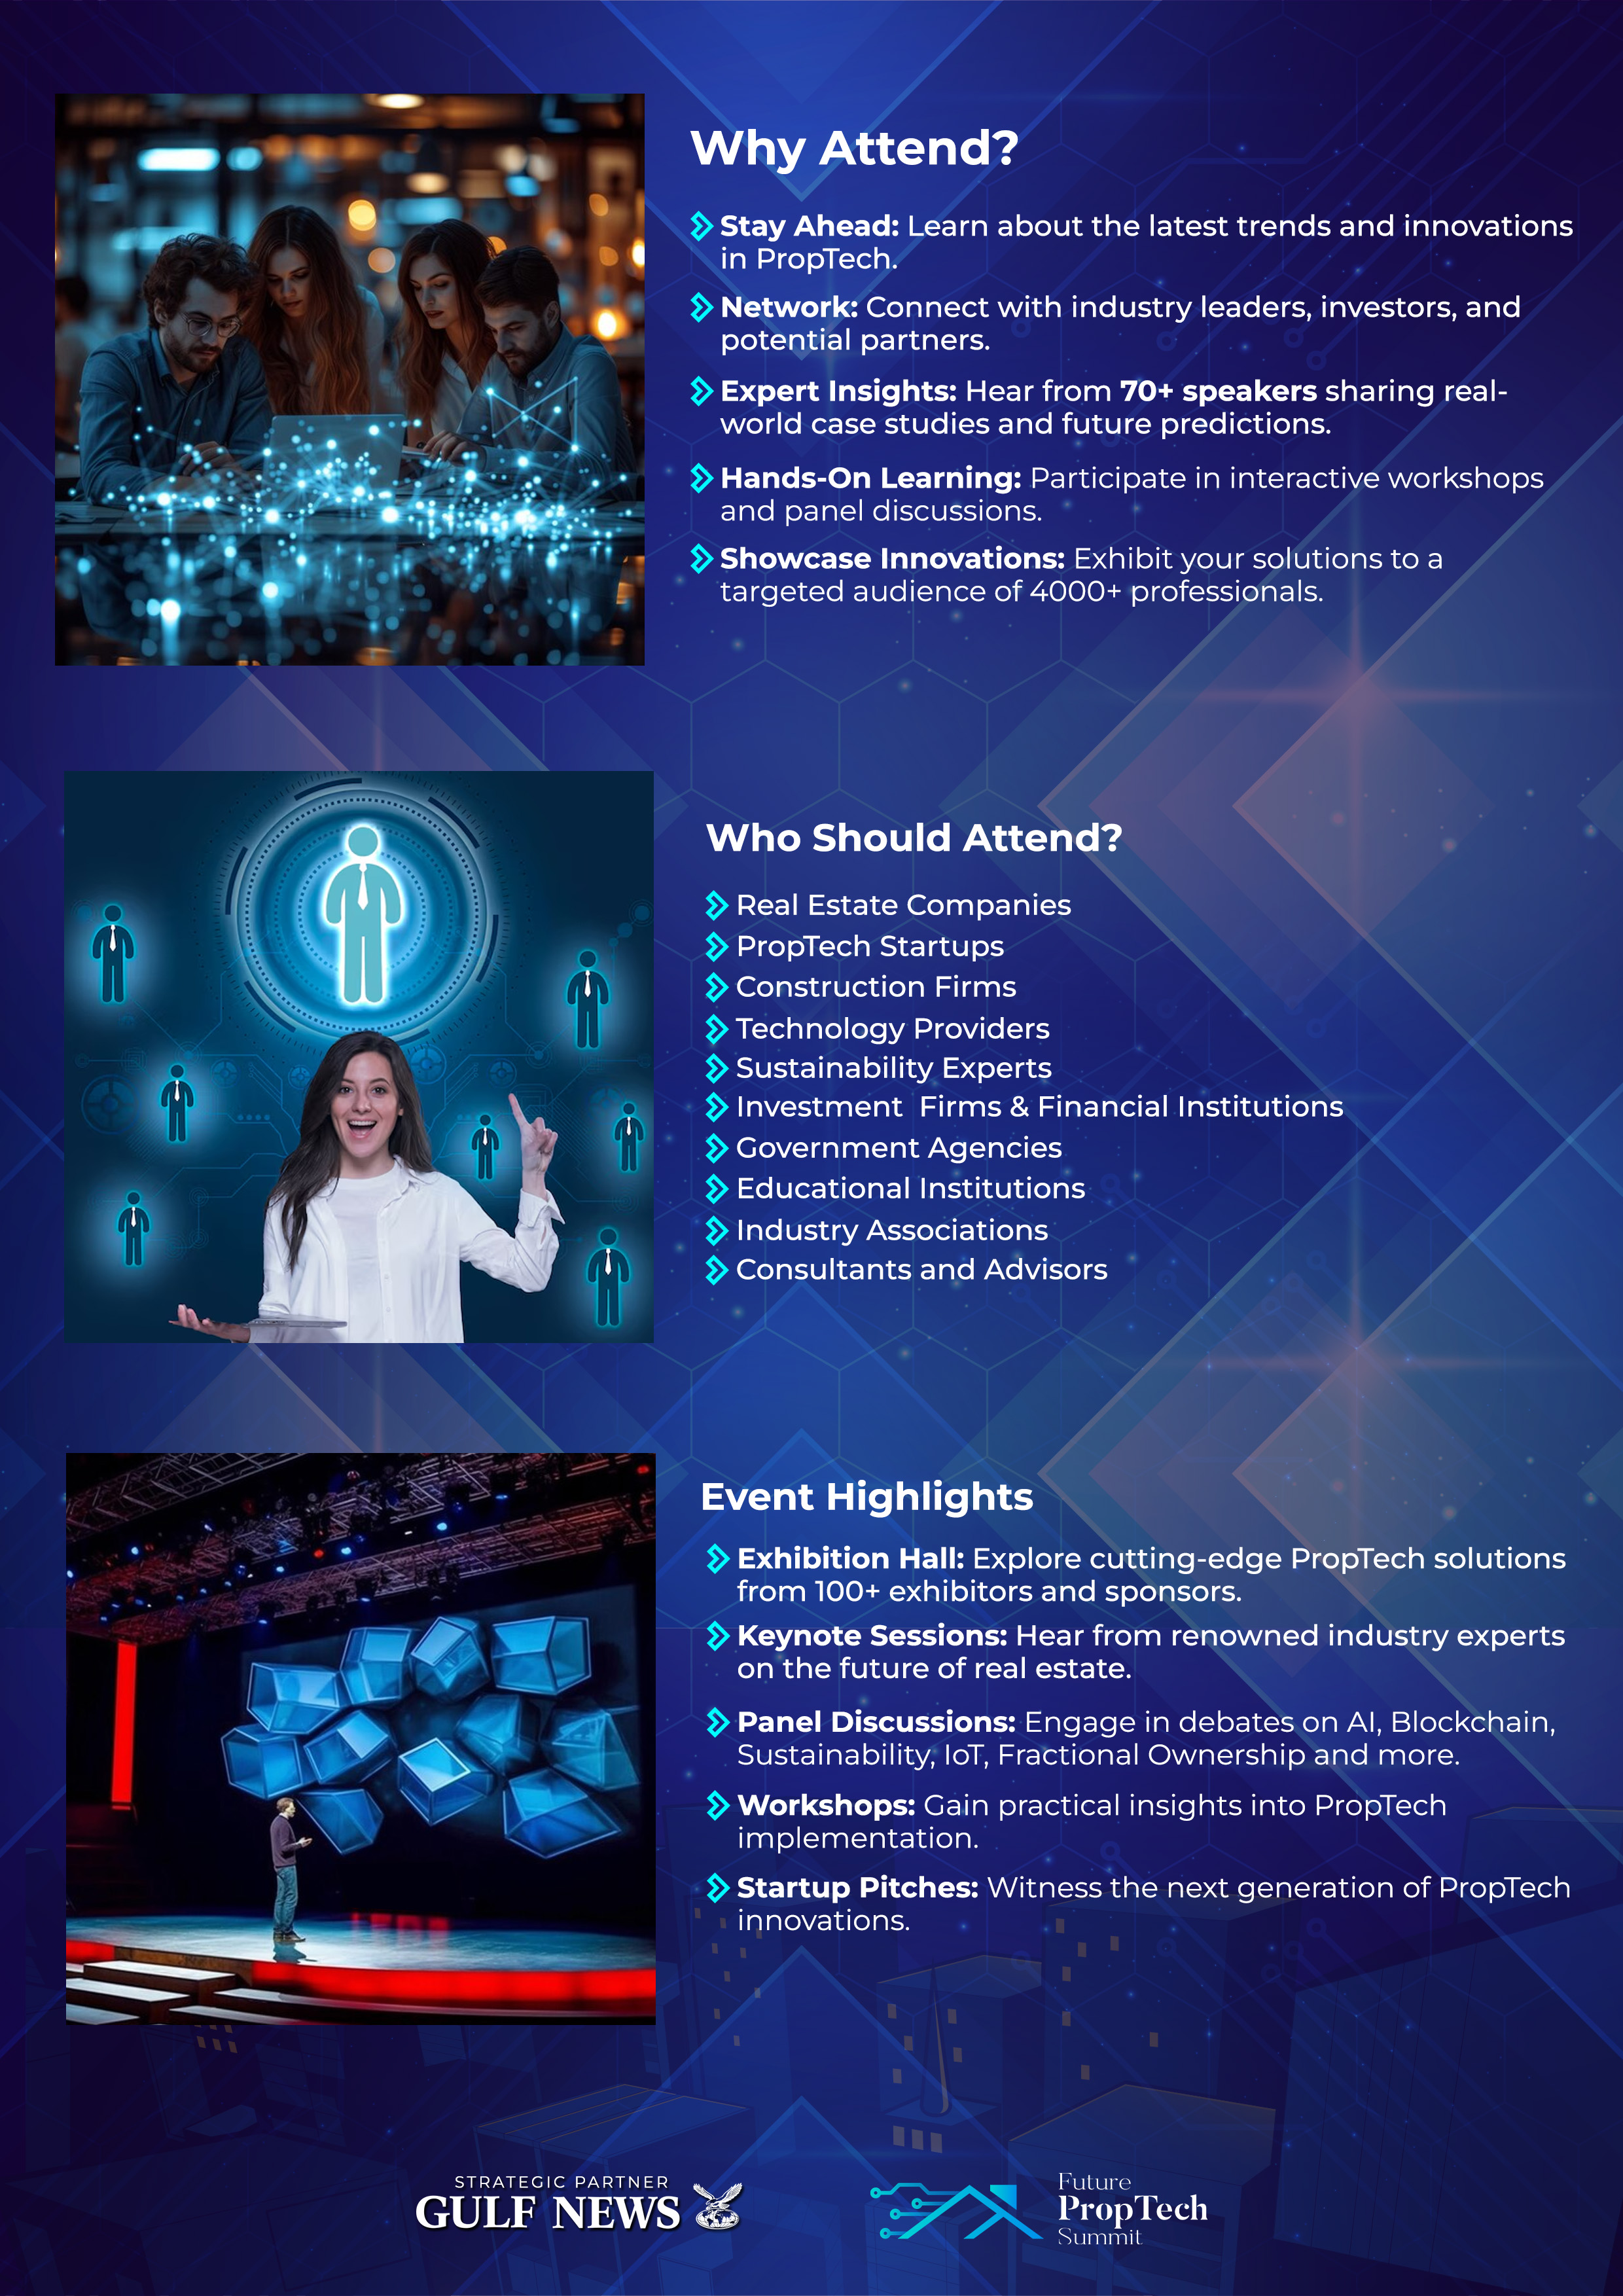 Why Attend?
Stay Ahead: Learn about the latest trends and innovations
in PropTech.
Network: Connect with industry leaders, investors, and
potential partners.
Expert Insights: Hear from 70+ speakers sharing real-
world case studies and future predictions.
Hands-On Learning: Participate in interactive workshops
and panel discussions.
Showcase Innovations: Exhibit your solutions to a
targeted audience of 4000+ professionals.
Who Should Attend?
Real Estate Companies
PropTech Startups
Construction Firms
Technology Providers
Sustainability Experts
Investment  Firms & Financial Institutions
Government Agencies
Educational Institutions
Industry Associations
Consultants and Advisors
Event Highlights
Exhibition Hall: Explore cutting-edge PropTech solutions
from 100+ exhibitors and sponsors.
Keynote Sessions: Hear from renowned industry experts
on the future of real estate.
Panel Discussions: Engage in debates on AI, Blockchain,
Sustainability, IoT, Fractional Ownership and more.
Workshops: Gain practical insights into PropTech
implementation.
Startup Pitches: Witness the next generation of PropTech
innovations.
STRATEGIC PARTNER
GULF NEWS
Future
PropTech
Summit